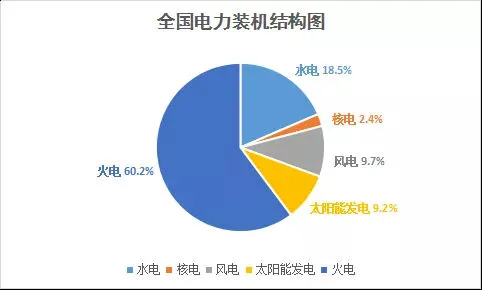 全国电力装机结构图
水电 18.5%
核电 2.4%
风电 9.7%
太阳能发电 9.2%
火电 60.2%
水电 核电 风电 太阳能发电 火电